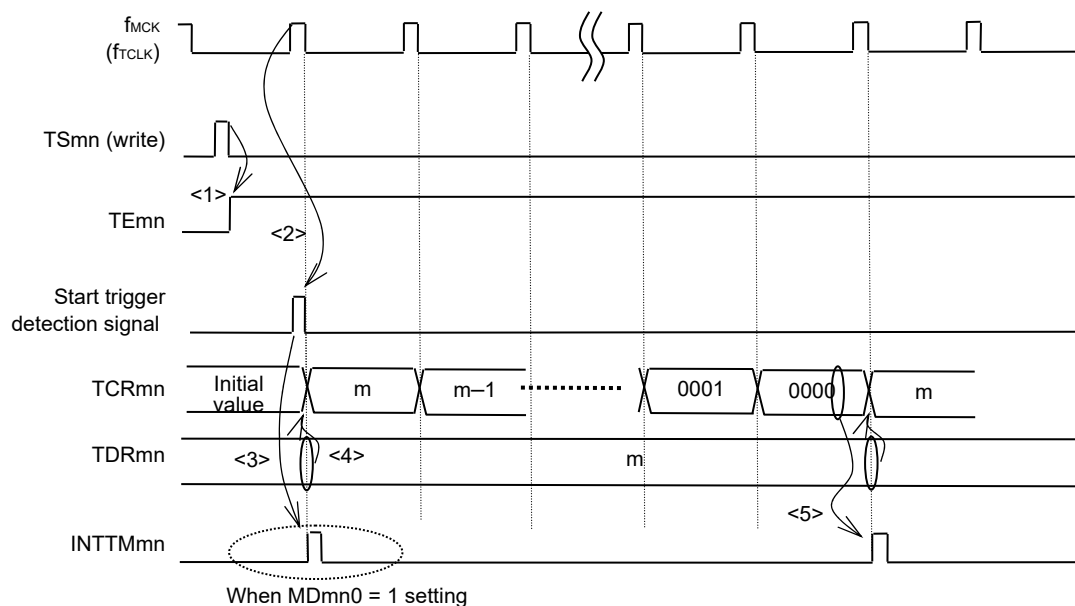 fMCK
(fTCLK)
TSmn (write)
<1>
TEmn
<2>
Start trigger
detection signal
TCRmn
Initial
value
m
m–1
0001
0000
m
TDRmn
<3>
<4>
m
<5>
INTTMmn
When MDmn0 = 1 setting